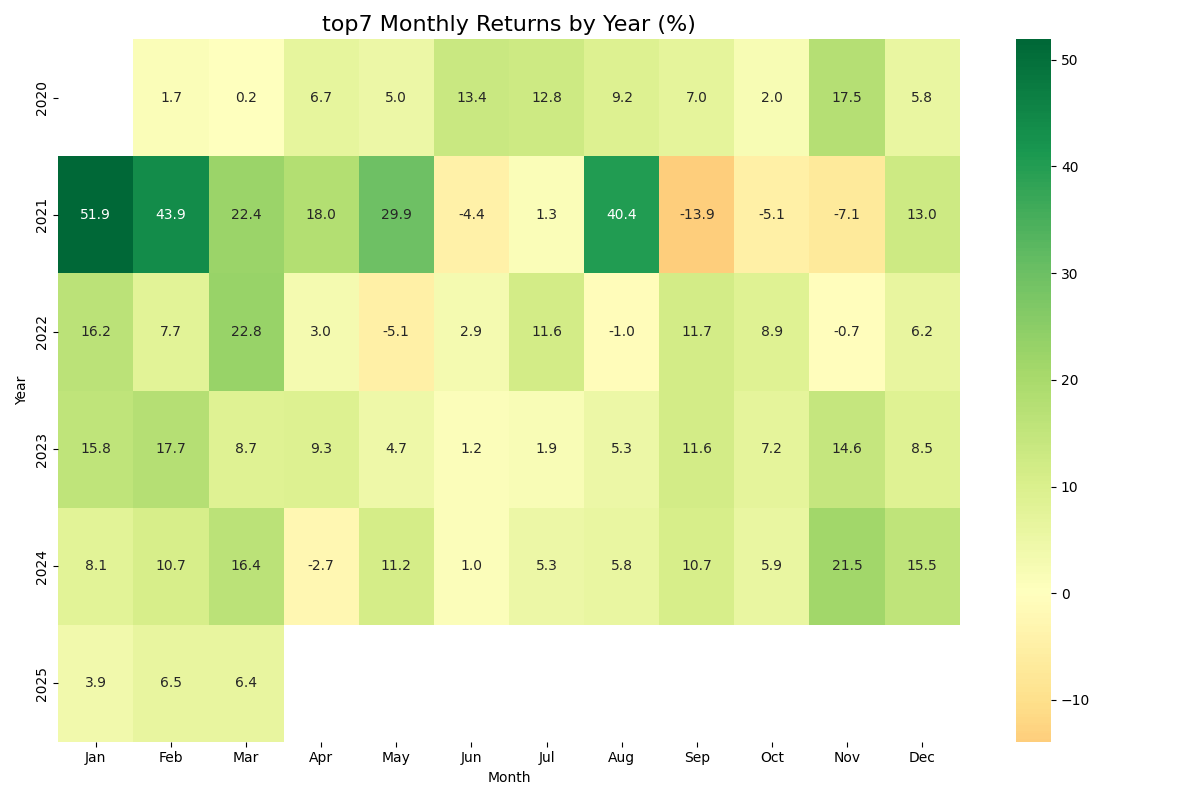 top7 Monthly Returns by Year (%)
2020 1.7 0.2 6.7 5.0 13.4 12.8 9.2 7.0 2.0 17.5 5.8
2021 51.9 43.9 22.4 18.0 29.9 -4.4 1.3 40.4 -13.9 -5.1 -7.1 13.0
2022 16.2 7.7 22.8 3.0 -5.1 2.9 11.6 -1.0 11.7 8.9 -0.7 6.2
Year
2023 15.8 17.7 8.7 9.3 4.7 1.2 1.9 5.3 11.6 7.2 14.6 8.5
2024 8.1 10.7 16.4 -2.7 11.2 1.0 5.3 5.8 10.7 5.9 21.5 15.5
2025 3.9 6.5 6.4
Jan Feb Mar Apr May Jun Jul Aug Sep Oct Nov Dec
Month
50
40
30
20
10
0
−10